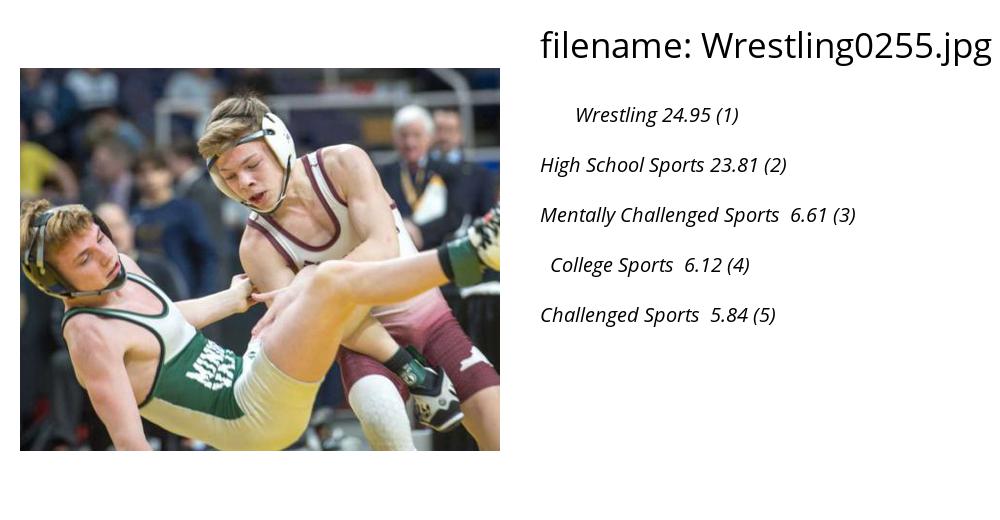 filename: Wrestling0255.jpg
Wrestling 24.95 (1)
High School Sports 23.81 (2)
Mentally Challenged Sports 6.61 (3)
College Sports 6.12 (4)
Challenged Sports 5.84 (5)